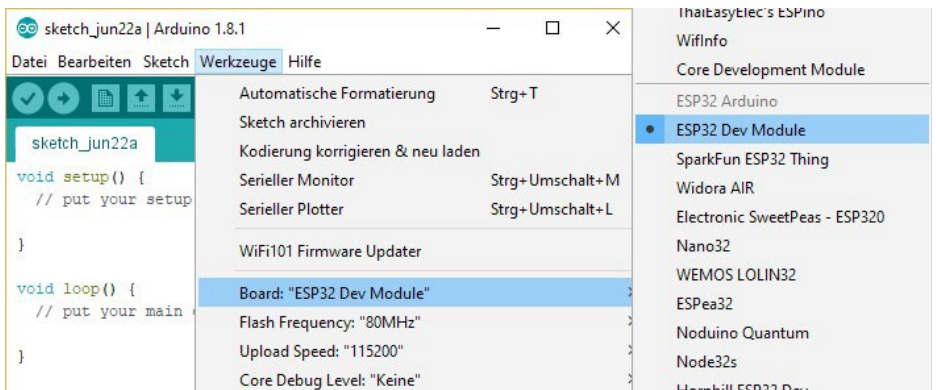 sketch_jun22a | Arduino 1.8.1
Datei Bearbeiten Sketch Werkzeuge Hilfe
sketch_jun22a
void setup() {
// put your setup
}
void loop() {
// put your main
}
Automatische Formatierung Strg+T
Sketch archivieren
Kodierung korrigieren & neu laden
Serieller Monitor Strg+Umschalt+M
Serieller Plotter Strg+Umschalt+L
WiFi101 Firmware Updater
Board: "ESP32 Dev Module"
Flash Frequency: "80MHz"
Upload Speed: "115200"
Core Debug Level: "Keine"
ThaiEasyElec's ESPino
WifInfo
Core Development Module
ESP32 Arduino
ESP32 Dev Module
SparkFun ESP32 Thing
Widora AIR
Electronic SweetPeas - ESP320
Nano32
WEMOS LOLIN32
ESPea32
Noduino Quantum
Node32s
Hornbill ESP32 Dev